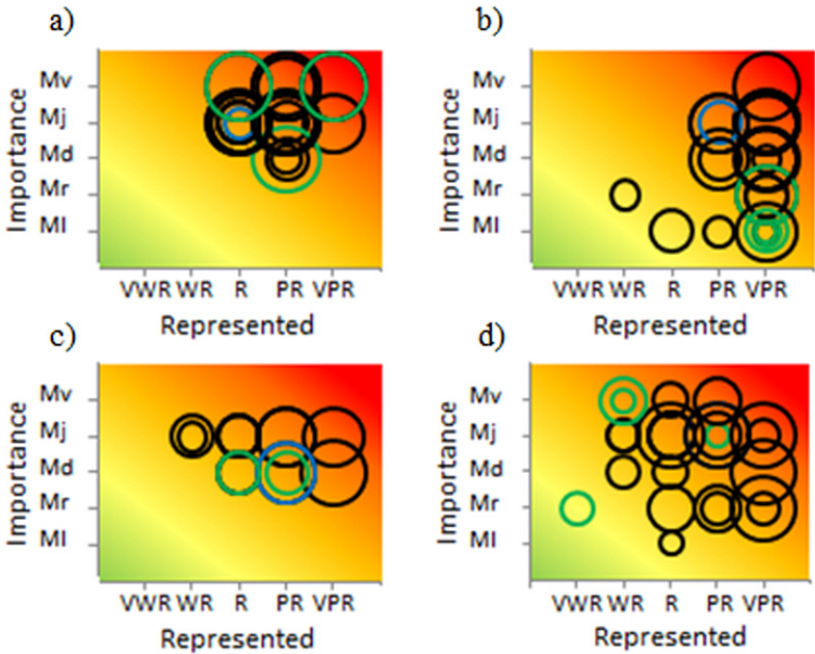 a)
Importance
Mv
Mj
Md
Mr
Ml
VWR WR R PR VPR
Represented
b)
Importance
Mv
Mj
Md
Mr
Ml
VWR WR R PR VPR
Represented
c)
Importance
Mv
Mj
Md
Mr
Ml
VWR WR R PR VPR
Represented
d)
Importance
Mv
Mj
Md
Mr
Ml
VWR WR R PR VPR
Represented